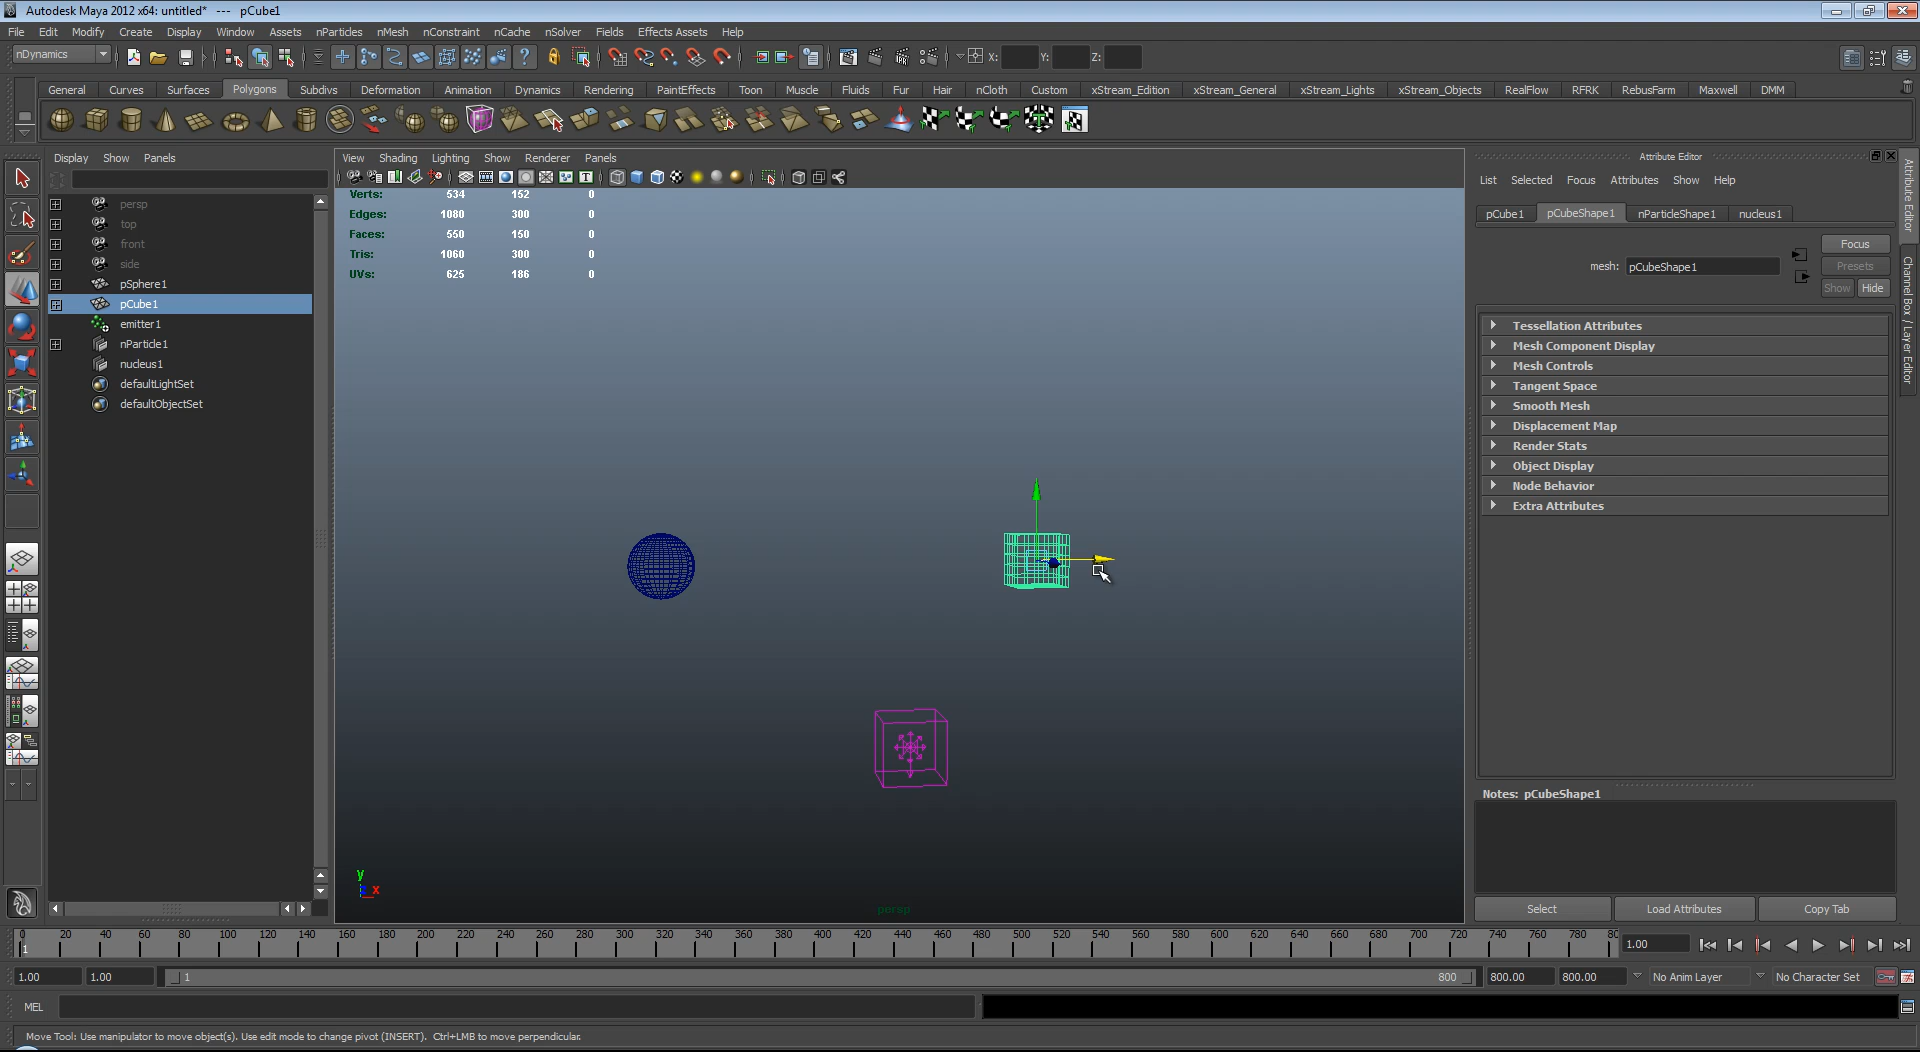 Autodesk Maya 2012 x64: untitled* --- pCube1
File Edit Modify Create Display Window Assets nParticles nMesh nConstraint nCache nSolver Fields Effects Assets Help
nDynamics X: Y: Z:
General Curves Surfaces Polygons Subdivs Deformation Animation Dynamics Rendering PaintEffects Toon Muscle Fluids Fur Hair nCloth Custom xStream_Edition xStream_General xStream_Lights xStream_Objects RealFlow RFRK RebusFarm Maxwell DMM
Display Show Panels
persp
top
front
side
pSphere1
pCube1
emitter1
nParticle1
nucleus1
defaultLightSet
defaultObjectSet
View Shading Lighting Show Renderer Panels
Verts: 534 152 0
Edges: 1080 300 0
Faces: 550 150 0
Tris: 1060 300 0
UVs: 625 186 0
y
x
persp
Attribute Editor
List Selected Focus Attributes Show Help
pCube1 pCubeShape1 nParticleShape1 nucleus1
mesh: pCubeShape1
Focus
Presets
Show Hide
Tessellation Attributes
Mesh Component Display
Mesh Controls
Tangent Space
Smooth Mesh
Displacement Map
Render Stats
Object Display
Node Behavior
Extra Attributes
Notes: pCubeShape1
Select Load Attributes Copy Tab
Attribute Editor
Channel Box / Layer Editor
0 20 40 60 80 100 120 140 160 180 200 220 240 260 280 300 320 340 360 380 400 420 440 460 480 500 520 540 560 580 600 620 640 660 680 700 720 740 760 780 80
1
1.00
1.00 1.00 1 800 800.00 800.00 No Anim Layer No Character Set
MEL
Move Tool: Use manipulator to move object(s). Use edit mode to change pivot (INSERT). Ctrl+LMB to move perpendicular.